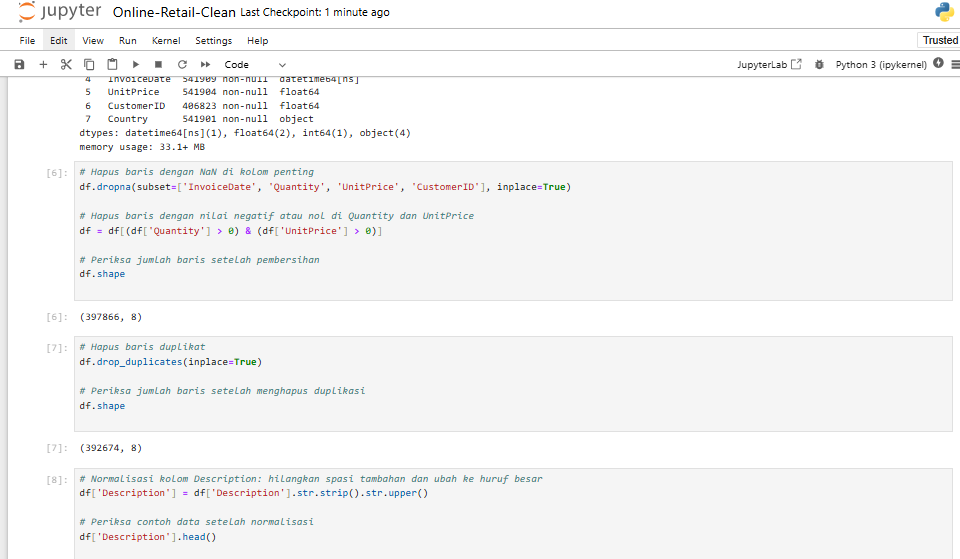 jupyter Online-Retail-Clean Last Checkpoint: 1 minute ago
File Edit View Run Kernel Settings Help
Trusted
Code
JupyterLab Python 3 (ipykernel)
4 InvoiceDate 541909 non-null datetime64[ns]
5 UnitPrice 541904 non-null float64
6 CustomerID 406823 non-null float64
7 Country 541901 non-null object
dtypes: datetime64[ns](1), float64(2), int64(1), object(4)
memory usage: 33.1+ MB
[6]: # Hapus baris dengan NaN di kolom penting
df.dropna(subset=['InvoiceDate', 'Quantity', 'UnitPrice', 'CustomerID'], inplace=True)
# Hapus baris dengan nilai negatif atau nol di Quantity dan UnitPrice
df = df[(df['Quantity'] > 0) & (df['UnitPrice'] > 0)]
# Periksa jumlah baris setelah pembersihan
df.shape
[6]: (397866, 8)
[7]: # Hapus baris duplikat
df.drop_duplicates(inplace=True)
# Periksa jumlah baris setelah menghapus duplikasi
df.shape
[7]: (392674, 8)
[8]: # Normalisasi kolom Description: hilangkan spasi tambahan dan ubah ke huruf besar
df['Description'] = df['Description'].str.strip().str.upper()
# Periksa contoh data setelah normalisasi
df['Description'].head()